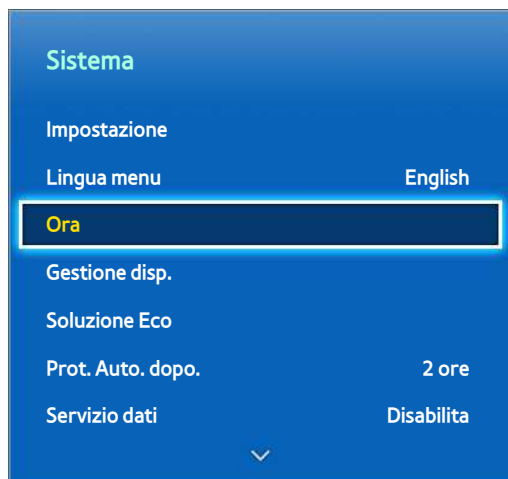 Sistema
Impostazione
Lingua menu English
Ora
Gestione disp.
Soluzione Eco
Prot. Auto. dopo. 2 ore
Servizio dati Disabilita